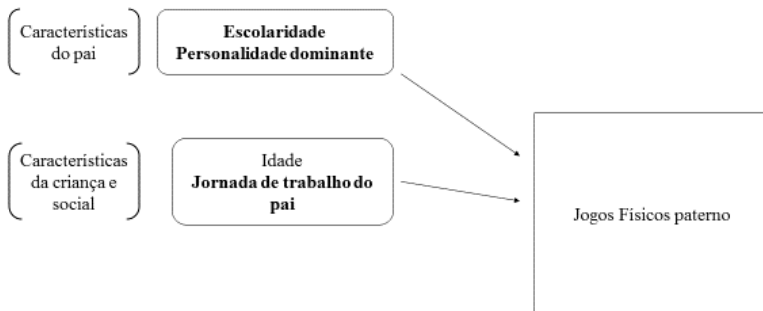 Características
do pai
Escolaridade
Personalidade dominante
Características
da criança e
social
Idade
Jornada de trabalho do
pai
Jogos Físicos paterno